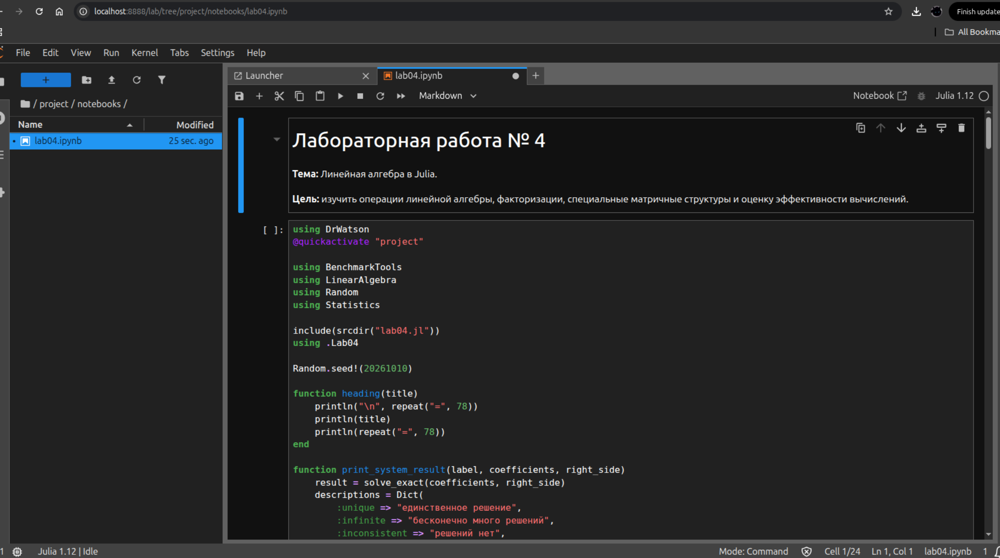 localhost:8888/lab/tree/project/notebooks/lab04.ipynb
Finish update
All Bookma
File Edit View Run Kernel Tabs Settings Help
+
/ project / notebooks /
Name Modified
lab04.ipynb 25 sec. ago
Launcher
lab04.ipynb
Markdown
Notebook
Julia 1.12
Лабораторная работа № 4
Тема: Линейная алгебра в Julia.
Цель: изучить операции линейной алгебры, факторизации, специальные матричные структуры и оценку эффективности вычислений.
[ ]:
using DrWatson
@quickactivate "project"
using BenchmarkTools
using LinearAlgebra
using Random
using Statistics
include(srcdir("lab04.jl"))
using .Lab04
Random.seed!(20261010)
function heading(title)
    println("\n", repeat("=", 78))
    println(title)
    println(repeat("=", 78))
end
function print_system_result(label, coefficients, right_side)
    result = solve_exact(coefficients, right_side)
    descriptions = Dict(
        :unique => "единственное решение",
        :infinite => "бесконечно много решений",
        :inconsistent => "решений нет",
1
Julia 1.12 | Idle
Mode: Command
Cell 1/24
Ln 1, Col 1
lab04.ipynb
1